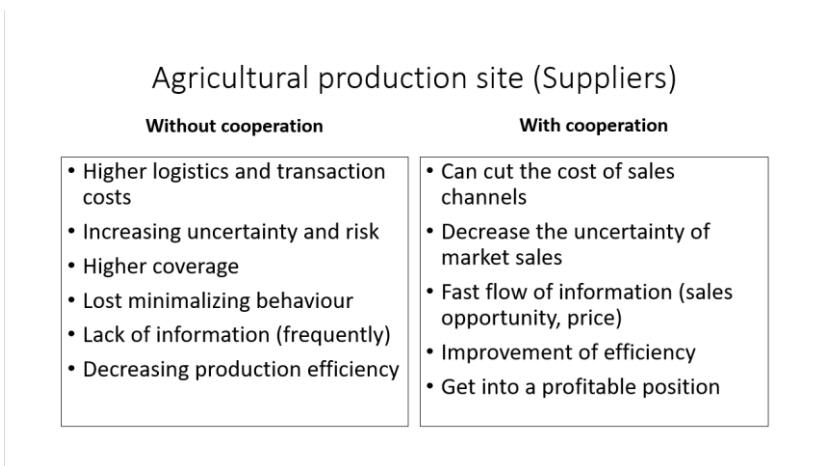 Agricultural production site (Suppliers)
Without cooperation
• Higher logistics and transaction
costs
• Increasing uncertainty and risk
• Higher coverage
• Lost minimalizing behaviour
• Lack of information (frequently)
• Decreasing production efficiency
With cooperation
• Can cut the cost of sales
channels
• Decrease the uncertainty of
market sales
• Fast flow of information (sales
opportunity, price)
• Improvement of efficiency
• Get into a profitable position